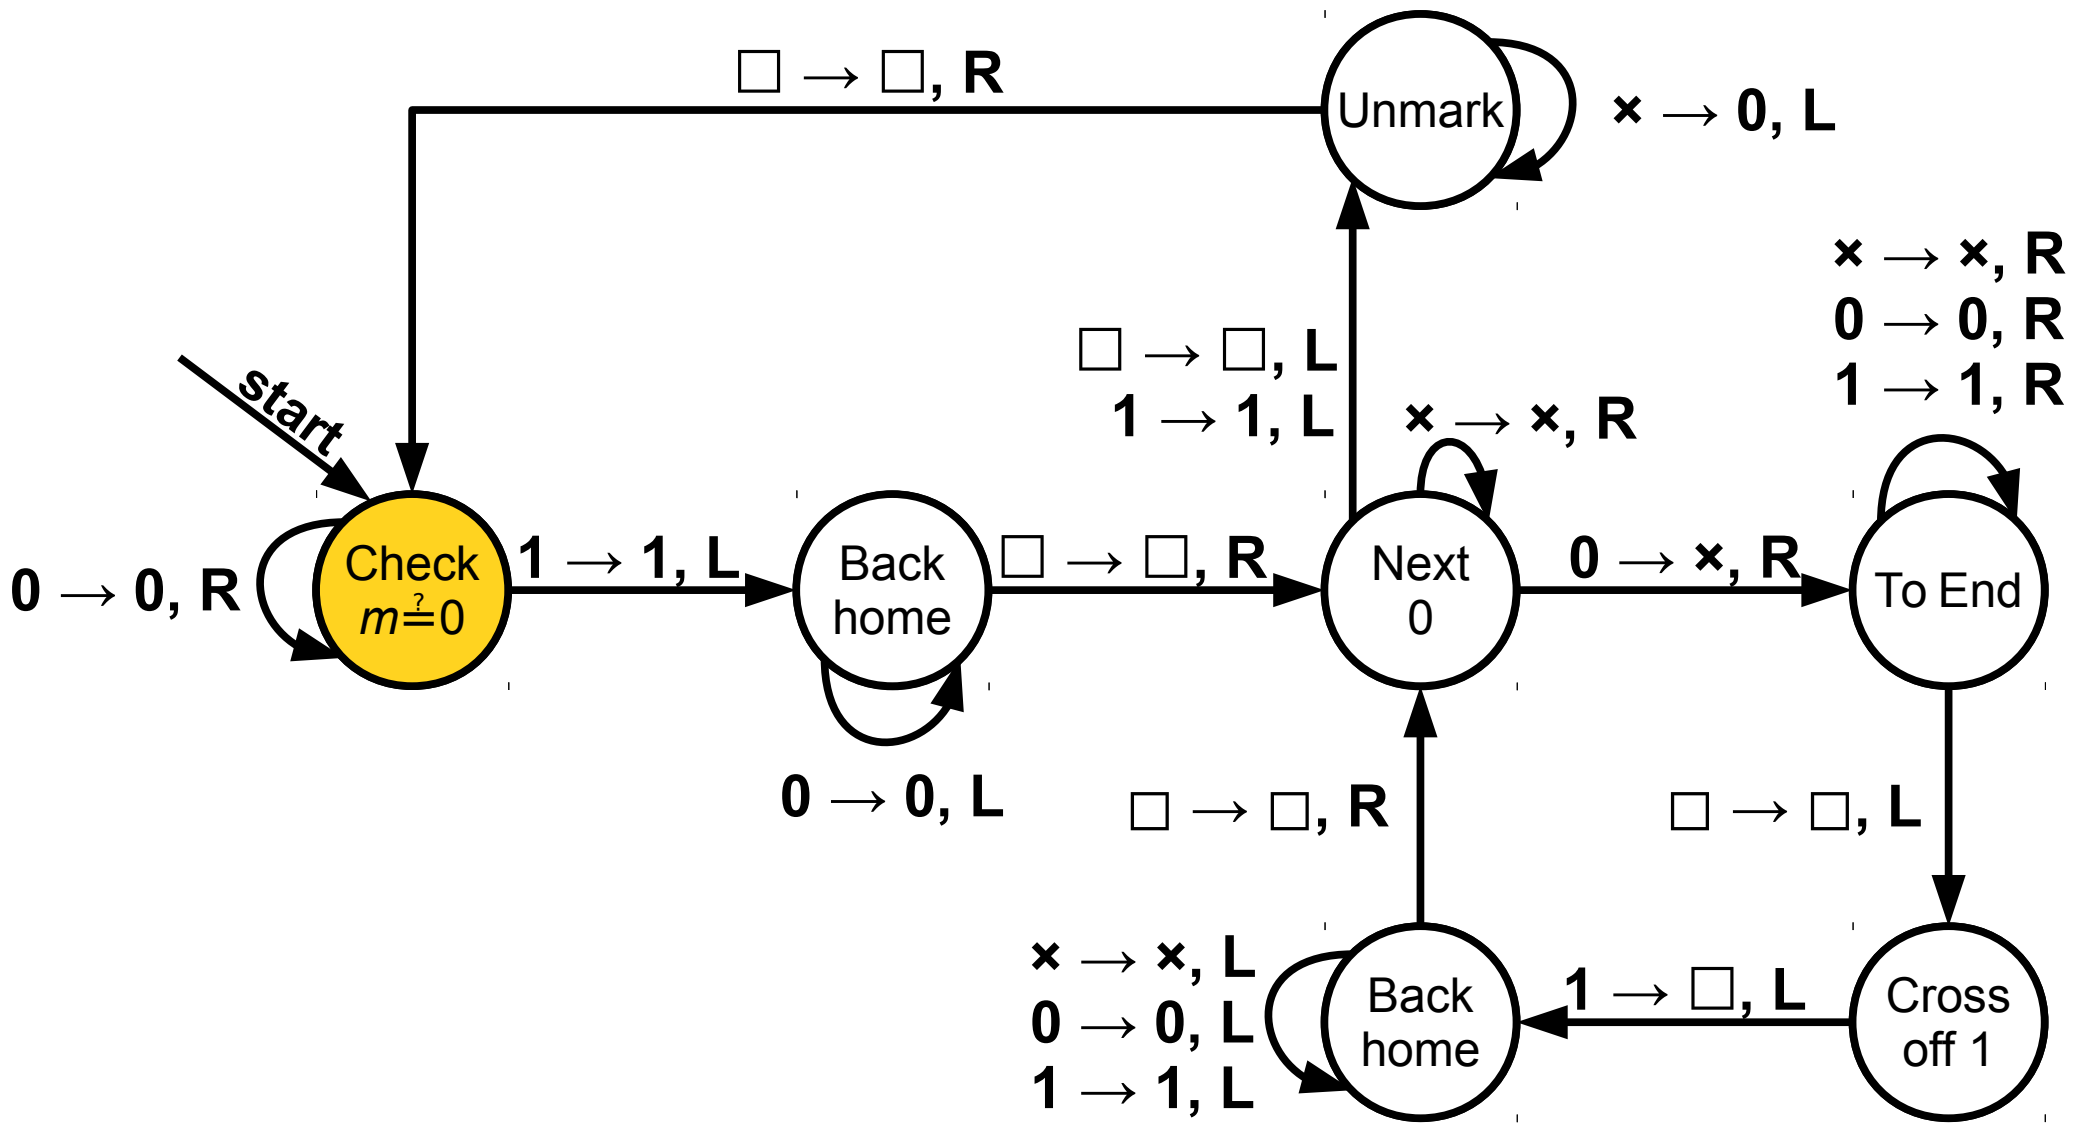 □ → □, R
Unmark
× → 0, L
× → ×, R
0 → 0, R
1 → 1, R
□ → □, L
1 → 1, L
× → ×, R
start
Check
m≟0
0 → 0, R
1 → 1, L
Back
home
□ → □, R
Next
0
0 → ×, R
To End
0 → 0, L
□ → □, R
□ → □, L
× → ×, L
0 → 0, L
1 → 1, L
Back
home
1 → □, L
Cross
off 1